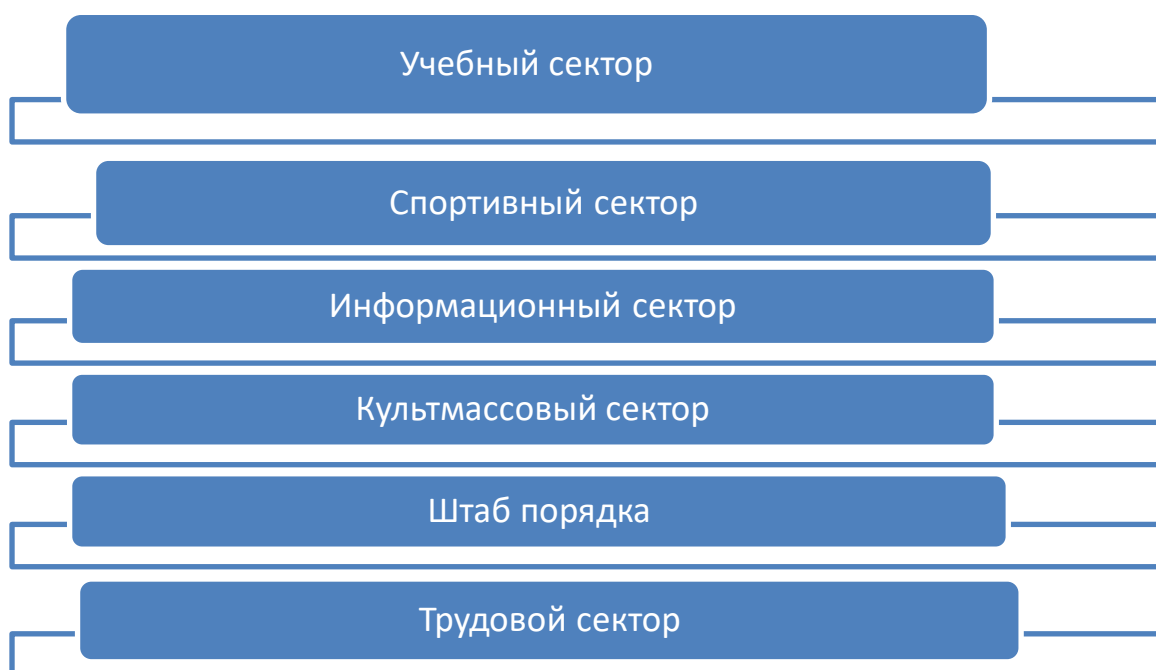 Учебный сектор
Спортивный сектор
Информационный сектор
Культмассовый сектор
Штаб порядка
Трудовой сектор